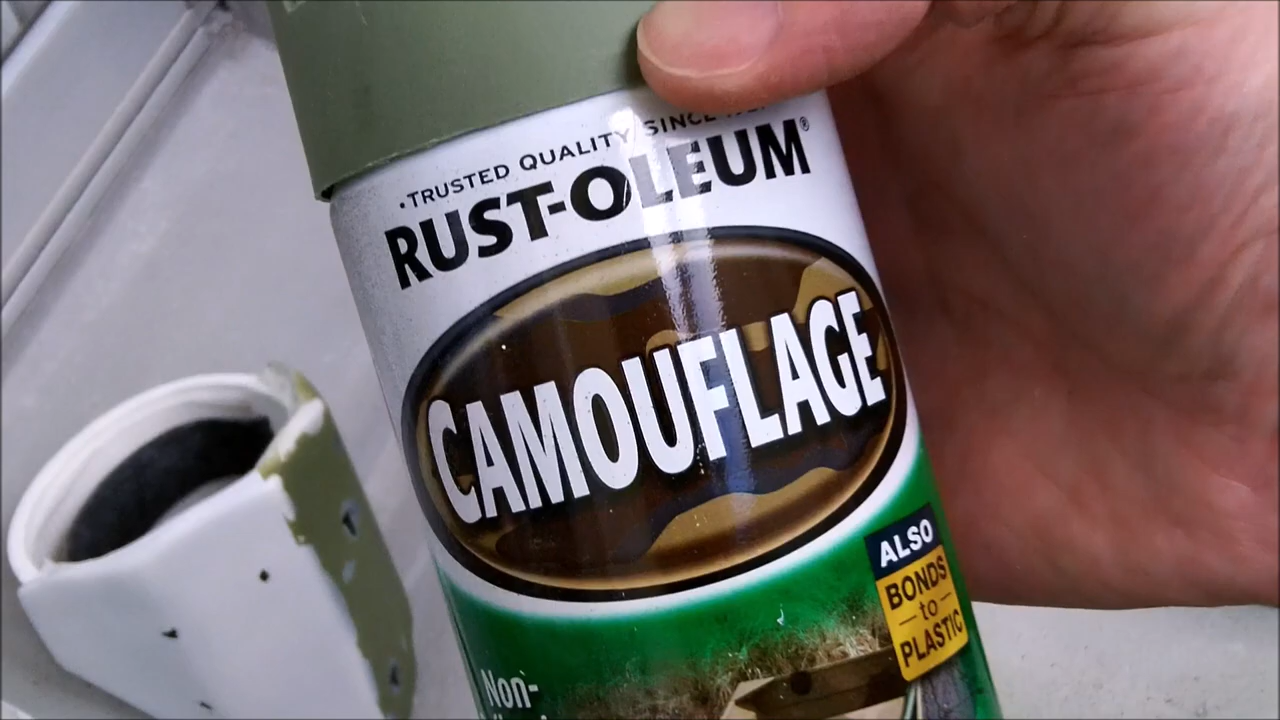 •TRUSTED QUALITY SINCE
RUST-OLEUM®
CAMOUFLAGE
ALSO
BONDS
—to—
PLASTIC
Non-